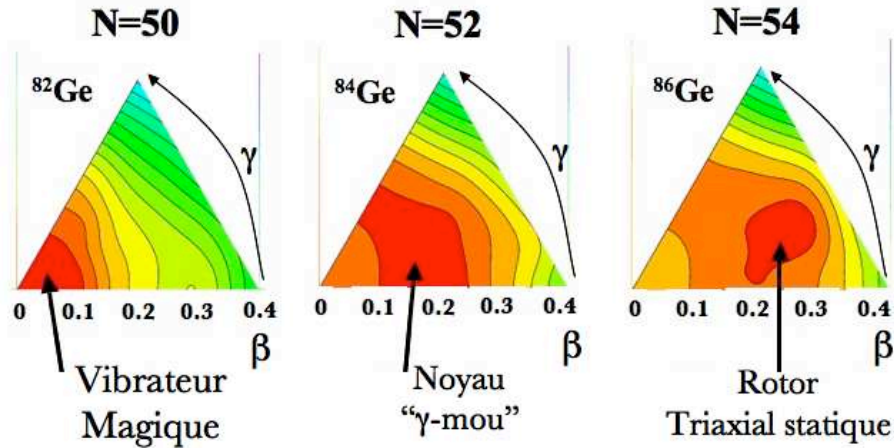 N=50
N=52
N=54
⁸²Ge
⁸⁴Ge
⁸⁶Ge
γ
γ
γ
0 0.1 0.2 0.3 0.4
0 0.1 0.2 0.3 0.4
0 0.1 0.2 0.3 0.4
β
β
β
Vibrateur
Magique
Noyau
“γ-mou”
Rotor
Triaxial statique